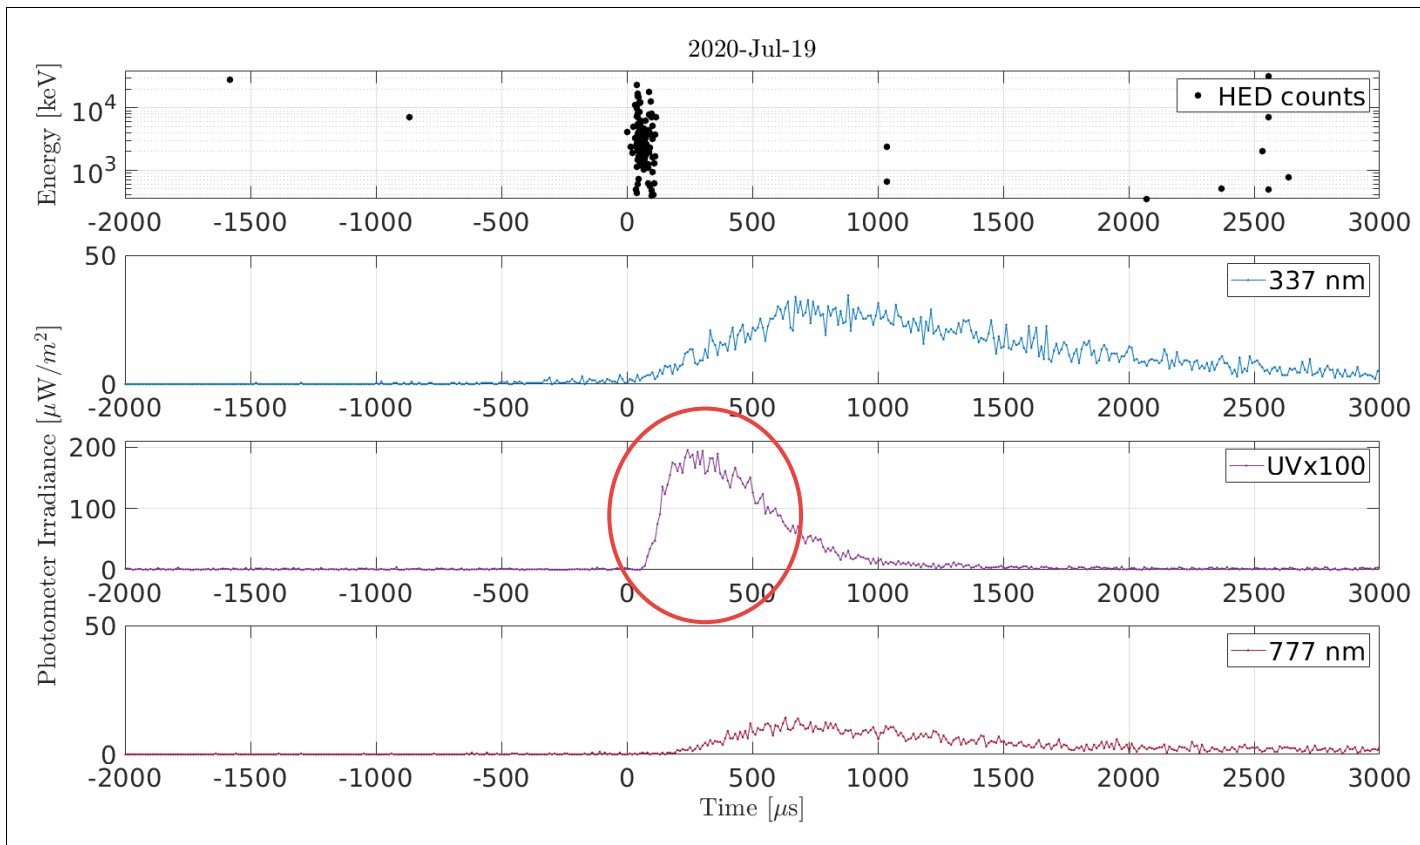 2020-Jul-19
Energy [keV]
10^4
10^3
HED counts
-2000 -1500 -1000 -500 0 500 1000 1500 2000 2500 3000
Photometer Irradiance [μW/m^2]
50
0
337 nm
-2000 -1500 -1000 -500 0 500 1000 1500 2000 2500 3000
200
100
0
UVx100
-2000 -1500 -1000 -500 0 500 1000 1500 2000 2500 3000
50
0
777 nm
-2000 -1500 -1000 -500 0 500 1000 1500 2000 2500 3000
Time [μs]